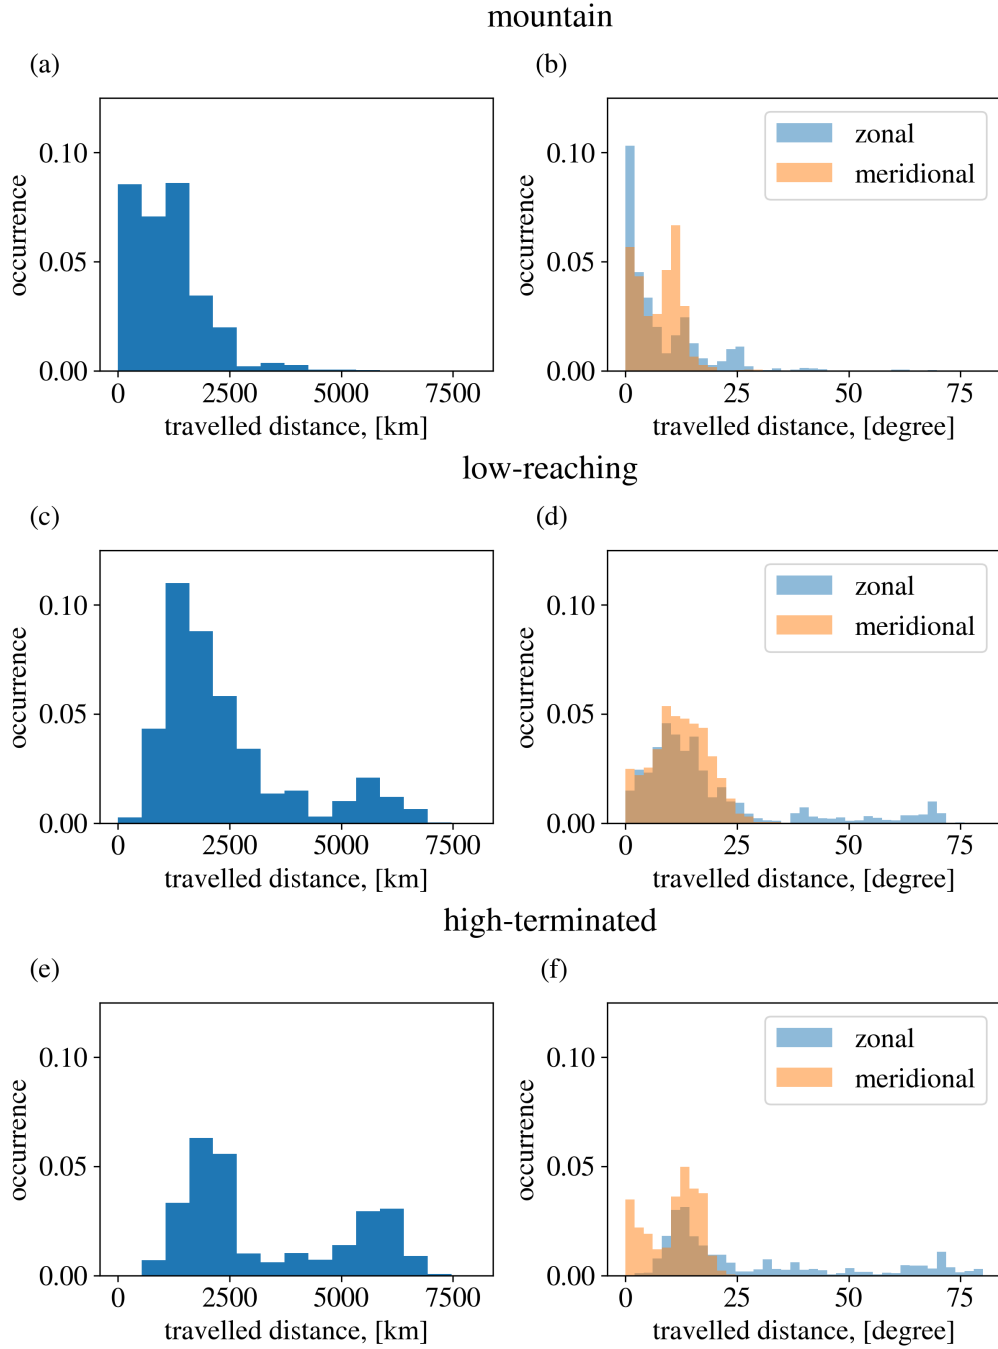 mountain
(a)
(b)
0.10
0.05
0.00
occurrence
0
2500
5000
7500
travelled distance, [km]
zonal
meridional
0.10
0.05
0.00
occurrence
0
25
50
75
travelled distance, [degree]
low-reaching
(c)
(d)
0.10
0.05
0.00
occurrence
0
2500
5000
7500
travelled distance, [km]
zonal
meridional
0.10
0.05
0.00
occurrence
0
25
50
75
travelled distance, [degree]
high-terminated
(e)
(f)
0.10
0.05
0.00
occurrence
0
2500
5000
7500
travelled distance, [km]
zonal
meridional
0.10
0.05
0.00
occurrence
0
25
50
75
travelled distance, [degree]